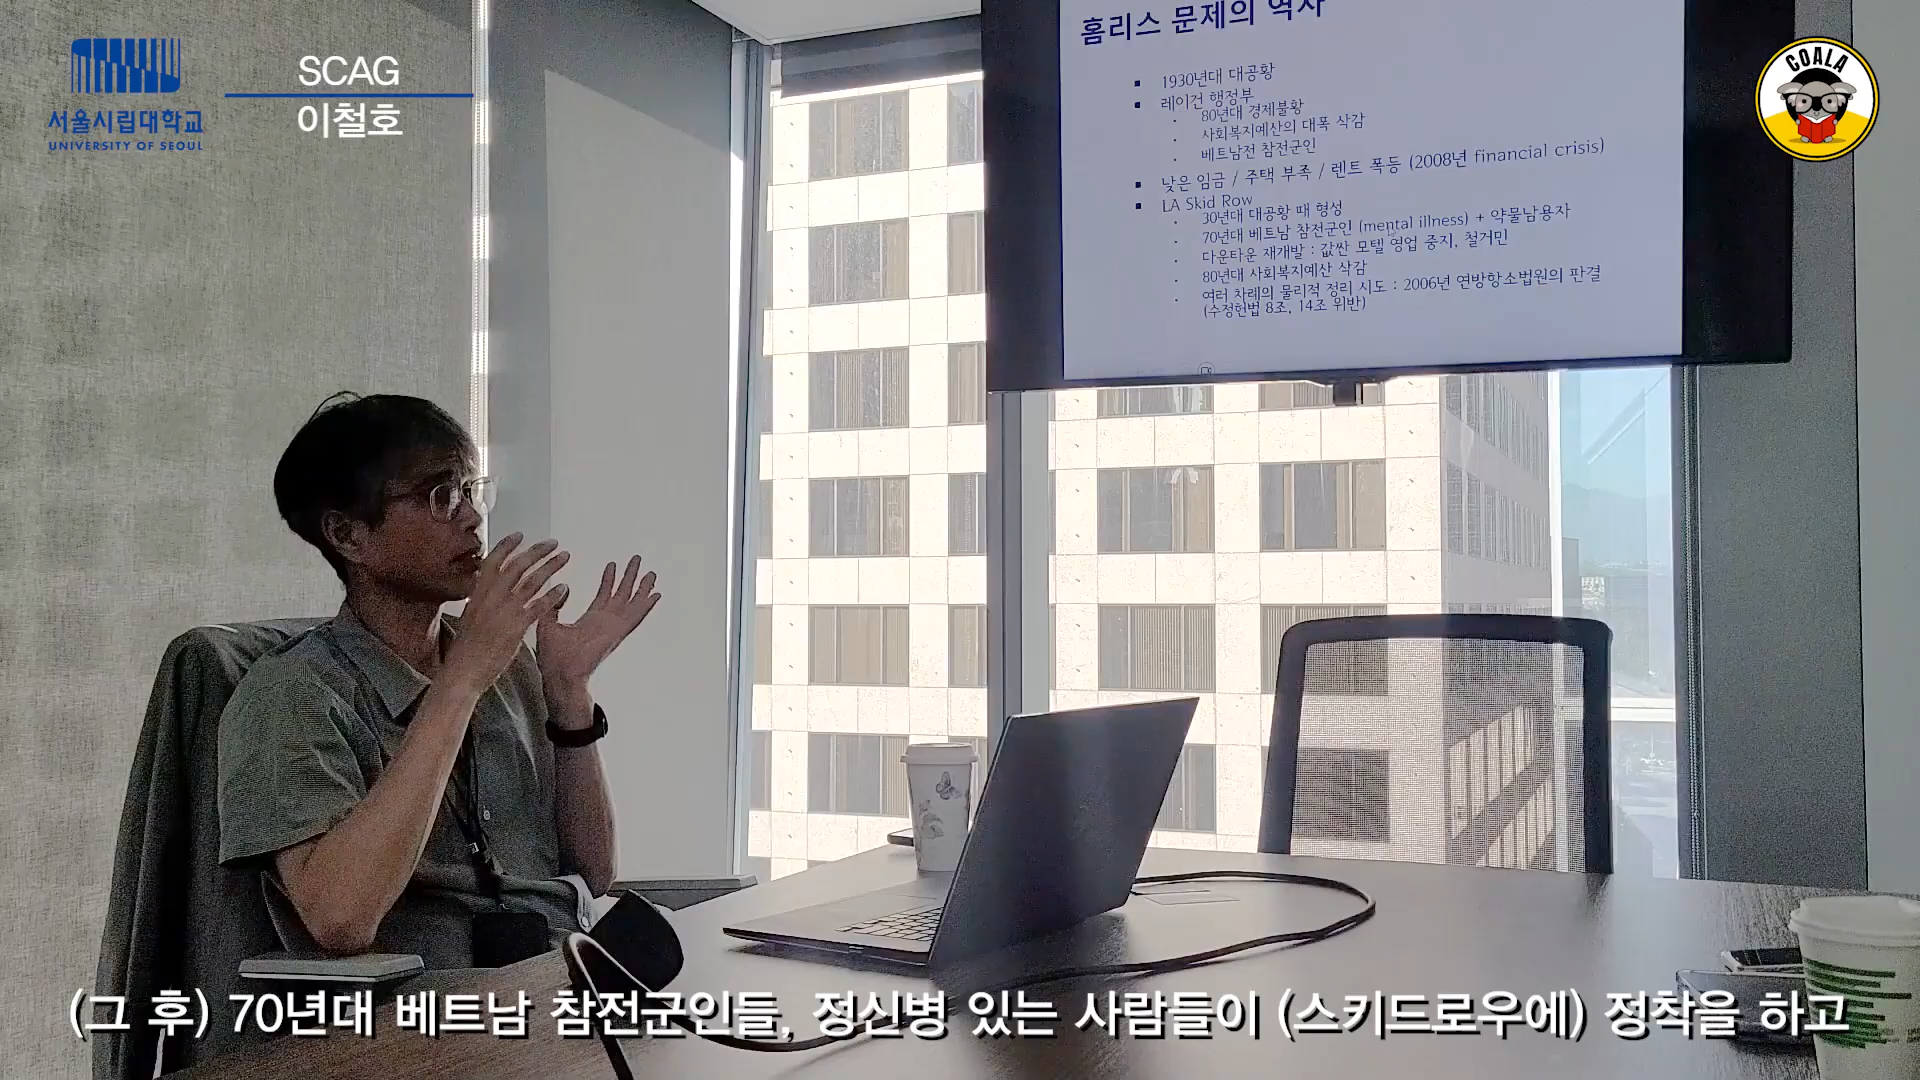 서울시립대학교
UNIVERSITY OF SEOUL
SCAG
이철호
COALA
홈리스 문제의 역사
1930년대 대공황
레이건 행정부
80년대 경제불황
사회복지예산의 대폭 삭감
베트남전 참전군인
낮은 임금 / 주택 부족 / 렌트 폭등 (2008년 financial crisis)
LA Skid Row
30년대 대공황 때 형성
70년대 베트남 참전군인 (mental illness) + 약물남용자
다운타운 재개발 : 값싼 모텔 영업 중지, 철거민
80년대 사회복지예산 삭감
여러 차례의 물리적 정리 시도 : 2006년 연방항소법원의 판결
(수정헌법 8조, 14조 위반)
(그 후) 70년대 베트남 참전군인들, 정신병 있는 사람들이 (스키드로우에) 정착을 하고